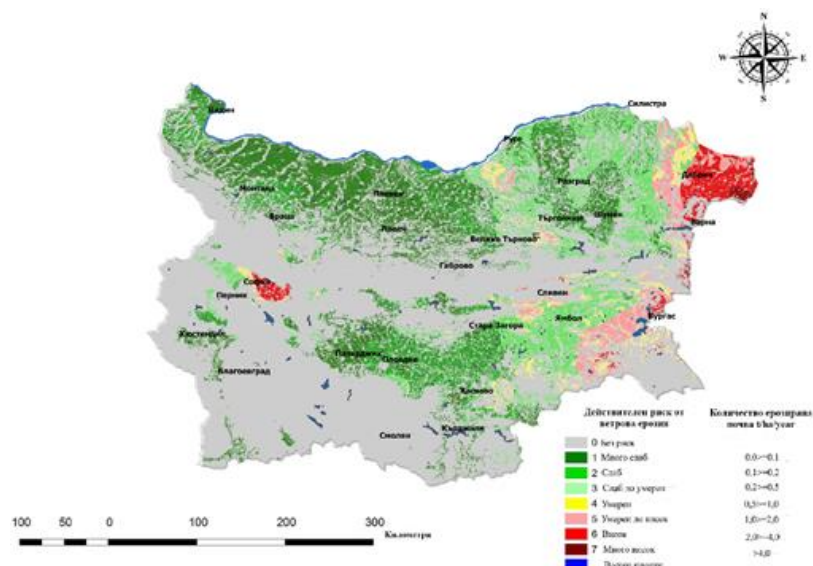 N
W E
S
Силистра
Видин
Русе
Добрич
Монтана
Плевен
Разград
Враца
Ловеч
Търговище Шумен
Варна
Велико Търново
Габрово
София
Перник
Сливен
Ямбол
Бургас
Кюстендил
Стара Загора
Пазарджик
Пловдив
Благоевград
Хасково
Смолян
Кърджали
Действителен риск от
ветрова ерозия
Количество ерозирана
почва t/ha/year
0 Без риск
1 Много слаб 0.0>=0.1
2 Слаб 0.1>=0.2
3 Слаб до умерен 0.2>=0.5
4 Умерен 0.5>=1.0
5 Умерен до висок 1.0>=2.0
6 Висок 2.0>=4.0
7 Много висок >4.0
Водни площи
100 50 0 100 200 300
Километри